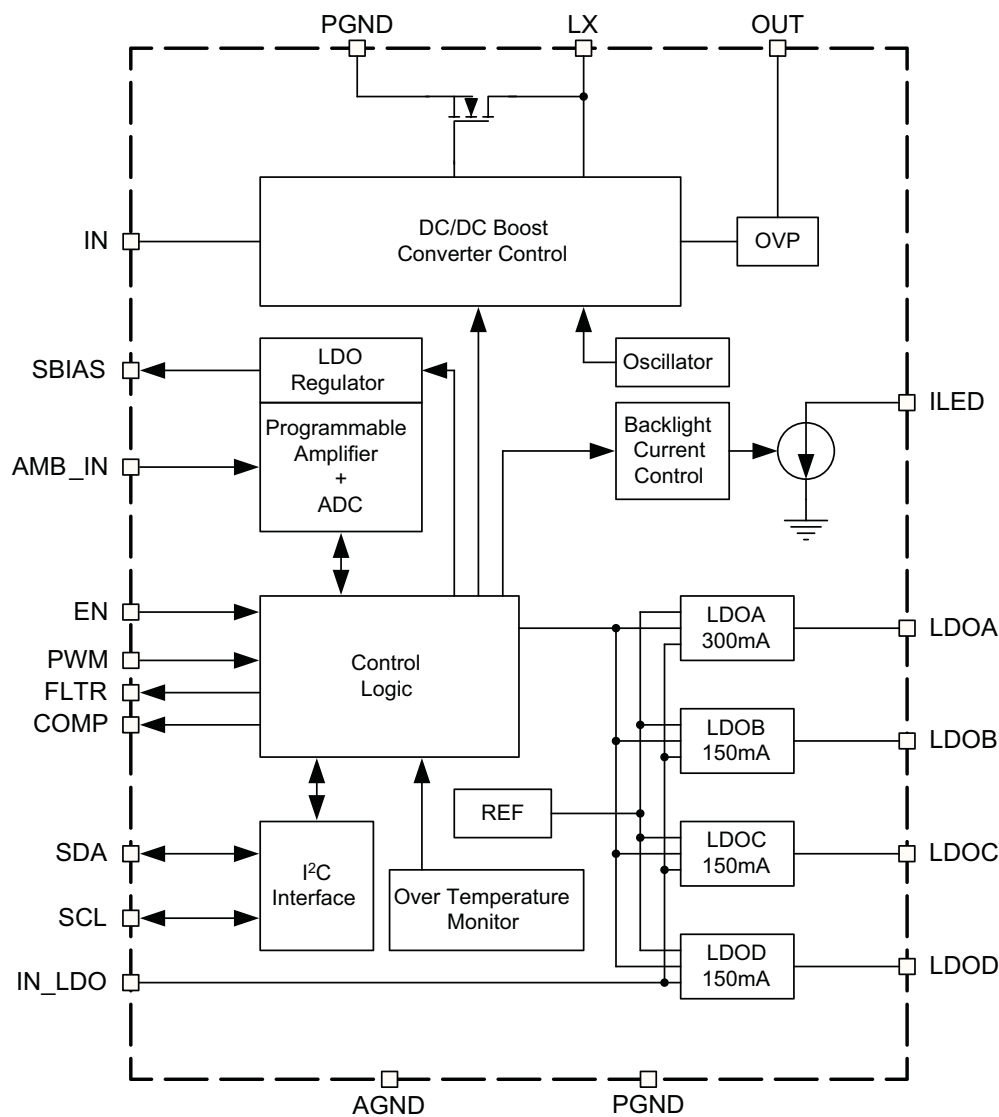 PGND
LX
OUT
IN
DC/DC Boost
Converter Control
OVP
SBIAS
LDO
Regulator
Oscillator
ILED
AMB_IN
Programmable
Amplifier
+
ADC
Backlight
Current
Control
EN
PWM
FLTR
COMP
Control
Logic
LDOA
300mA
LDOA
LDOB
150mA
LDOB
REF
SDA
SCL
I²C
Interface
Over Temperature
Monitor
LDOC
150mA
LDOC
IN_LDO
LDOD
150mA
LDOD
AGND
PGND